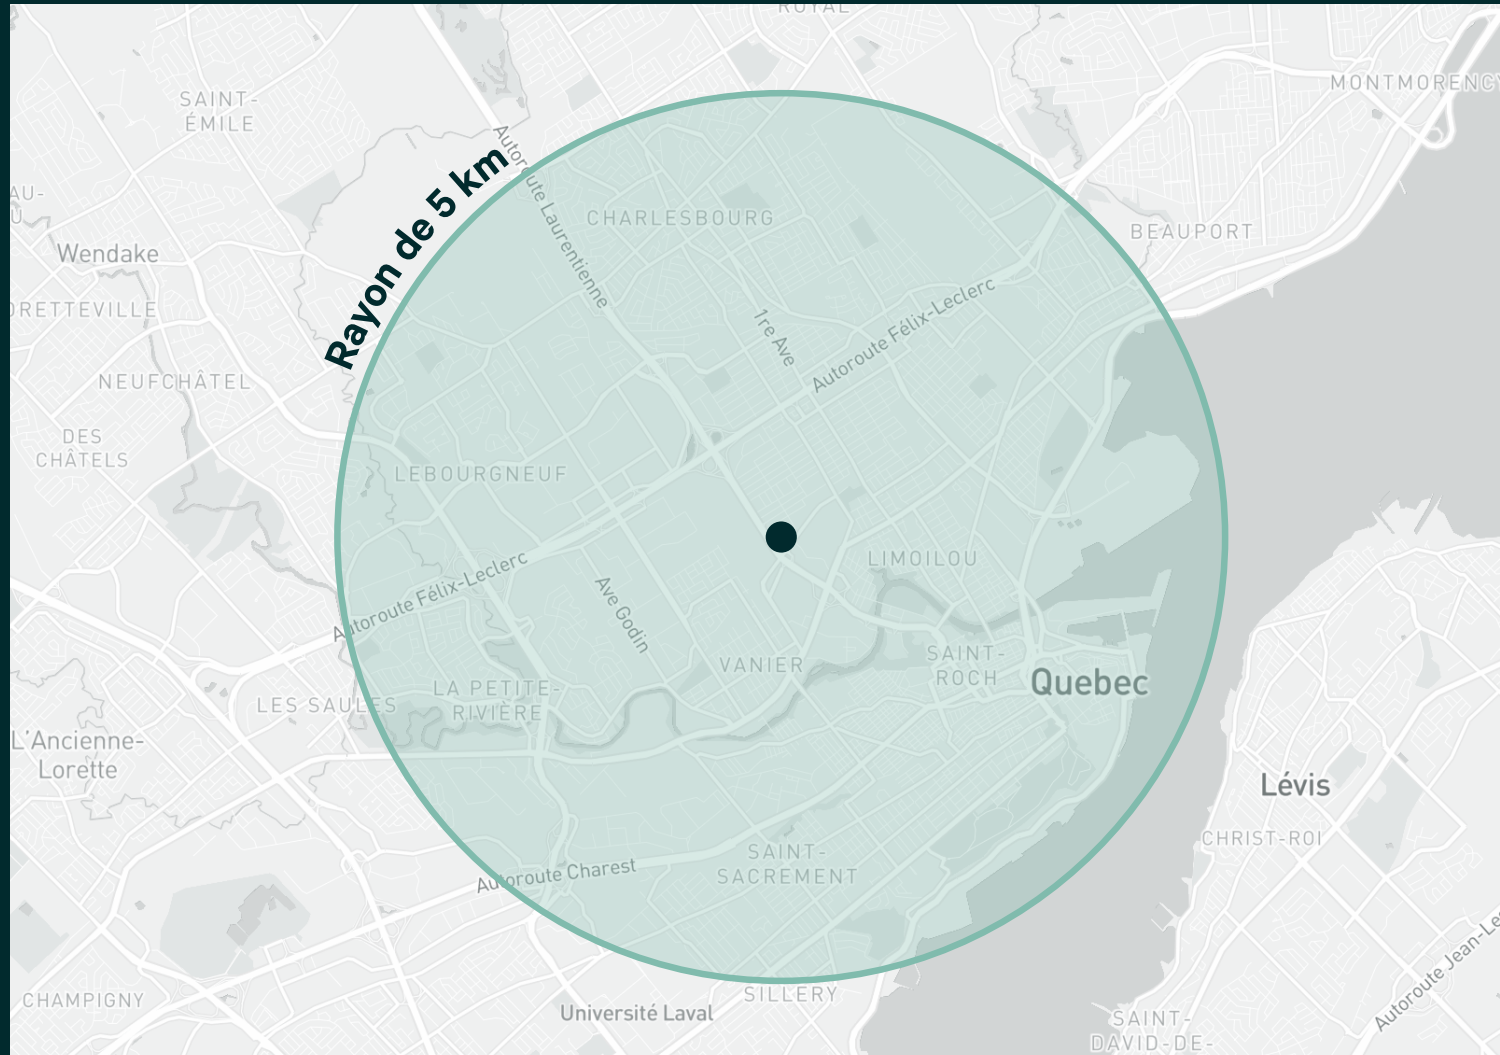 ROYAL
MONTMORENCY
SAINT-
ÉMILE
Autoroute Laurentienne
Rayon de 5 km
AU-
U
CHARLESBOURG
BEAUPORT
Wendake
ORETTEVILLE
1re Ave
Autoroute Félix-Leclerc
NEUFCHÂTEL
DES
CHÂTELS
LEBOURGNEUF
LIMOILOU
Autoroute Félix-Leclerc
Ave Godin
VANIER
SAINT-
ROCH
Quebec
LA PETITE-
RIVIÈRE
LES SAULES
L'Ancienne-
Lorette
Lévis
CHRIST-ROI
SAINT-
SACREMENT
Autoroute Charest
Autoroute Jean-Le
CHAMPIGNY
SILLERY
Université Laval
SAINT-
DAVID-DE-